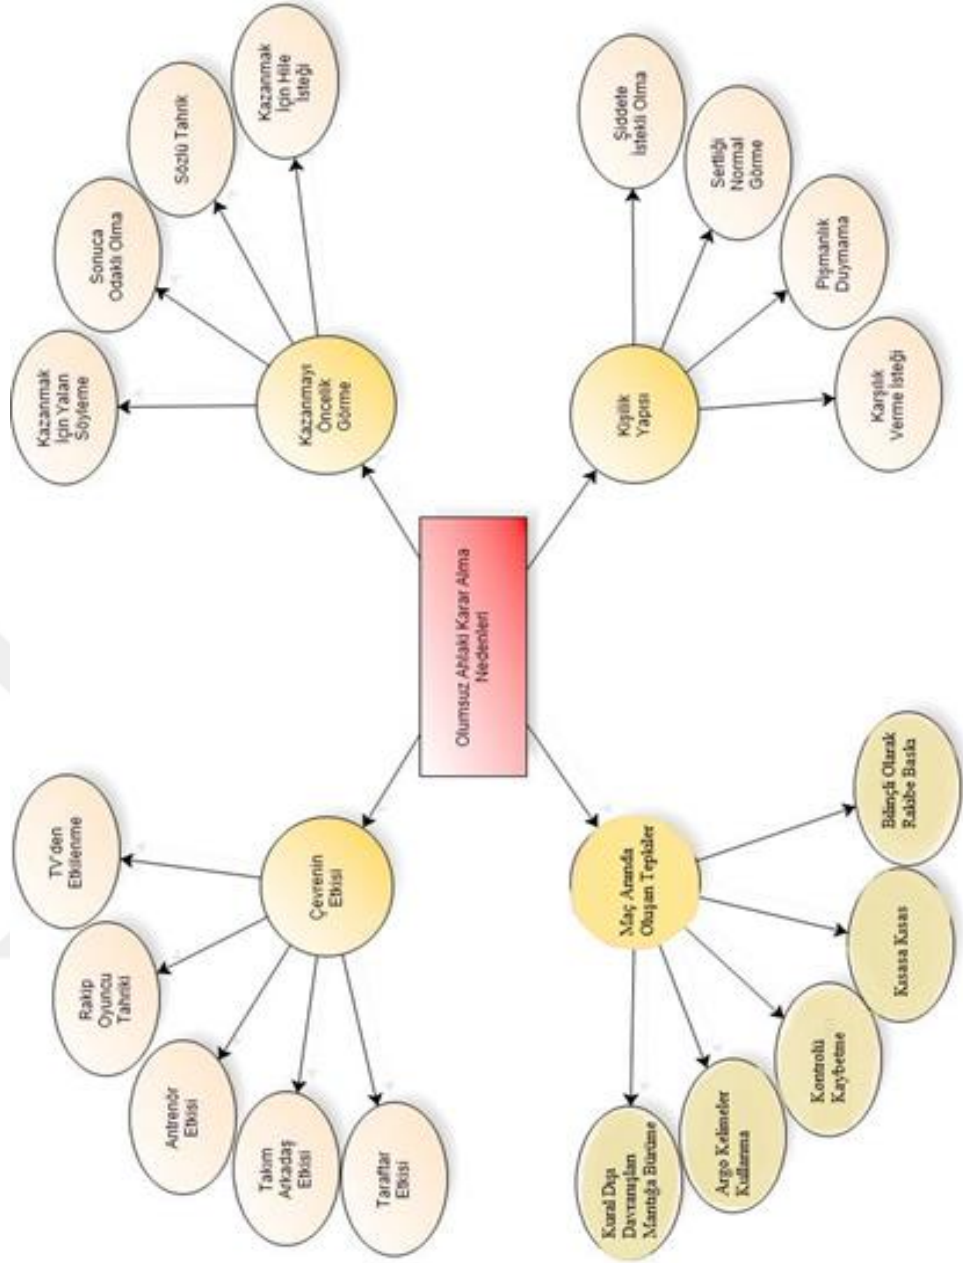 Taraftar
Etkisi
Takım
Arkadaş
Etkisi
Antrenör
Etkisi
Rakip
Oyuncu
Tahriki
TV'den
Etkilenme
Çevrenin
Etkisi
Kazanmak
İçin Yalan
Söyleme
Sonuca
Odaklı Olma
Sözlü Tahrik
Kazanmak
İçin Hile
İsteği
Kazanmayı
Öncelik
Görme
Olumsuz Ahlaki Karar Alma
Nedenleri
Maç Anında
Oluşan Tepkiler
Kural Dışı
Davranışları
Mantığa Bürüme
Argo Kelimeler
Kullanma
Kontrolü
Kaybetme
Kısasa Kısas
Bilinçli Olarak
Rakibe Baskı
Kişilik
Yapısı
Karşılık
Verme İsteği
Pişmanlık
Duymama
Sertliği
Normal
Görme
Şiddete
İstekli Olma